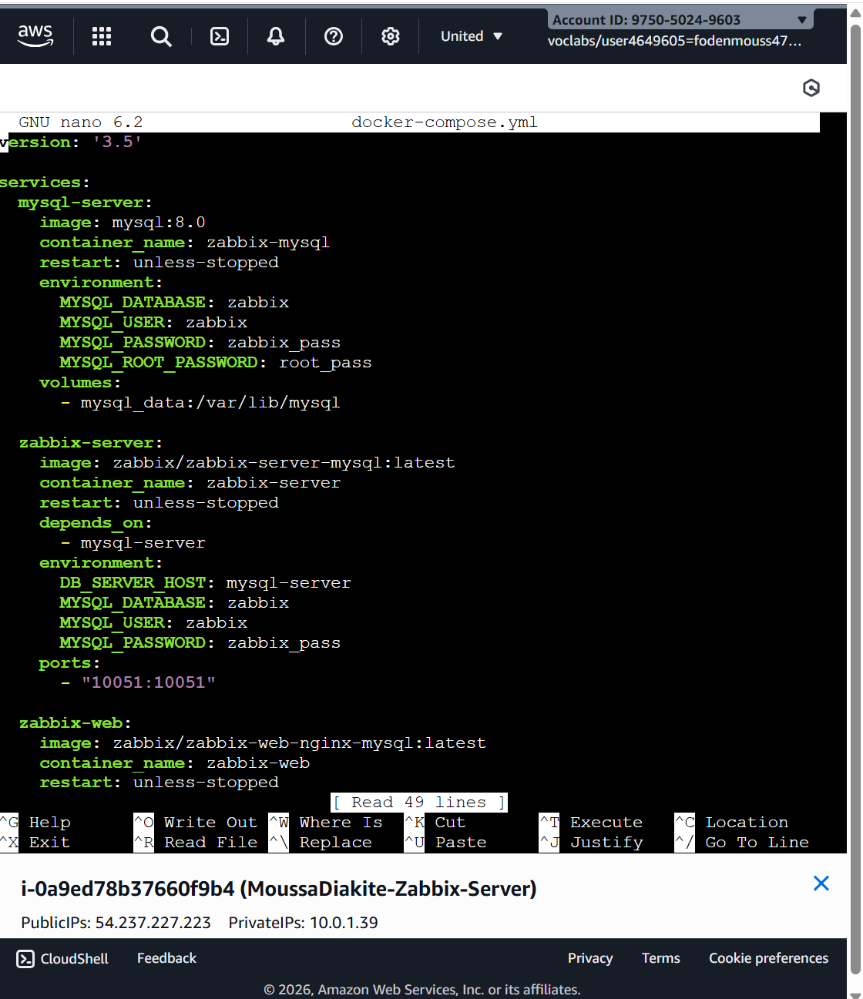 aws
United
Account ID: 9750-5024-9603
voclabs/user4649605=fodenmouss47...
GNU nano 6.2 docker-compose.yml
version: '3.5'
services:
  mysql-server:
    image: mysql:8.0
    container_name: zabbix-mysql
    restart: unless-stopped
    environment:
      MYSQL_DATABASE: zabbix
      MYSQL_USER: zabbix
      MYSQL_PASSWORD: zabbix_pass
      MYSQL_ROOT_PASSWORD: root_pass
    volumes:
      - mysql_data:/var/lib/mysql
  zabbix-server:
    image: zabbix/zabbix-server-mysql:latest
    container_name: zabbix-server
    restart: unless-stopped
    depends_on:
      - mysql-server
    environment:
      DB_SERVER_HOST: mysql-server
      MYSQL_DATABASE: zabbix
      MYSQL_USER: zabbix
      MYSQL_PASSWORD: zabbix_pass
    ports:
      - "10051:10051"
  zabbix-web:
    image: zabbix/zabbix-web-nginx-mysql:latest
    container_name: zabbix-web
    restart: unless-stopped
[ Read 49 lines ]
^G Help ^O Write Out ^W Where Is ^K Cut ^T Execute ^C Location
^X Exit ^R Read File ^\ Replace ^U Paste ^J Justify ^/ Go To Line
i-0a9ed78b37660f9b4 (MoussaDiakite-Zabbix-Server)
PublicIPs: 54.237.227.223 PrivateIPs: 10.0.1.39
CloudShell Feedback Privacy Terms Cookie preferences
© 2026, Amazon Web Services, Inc. or its affiliates.